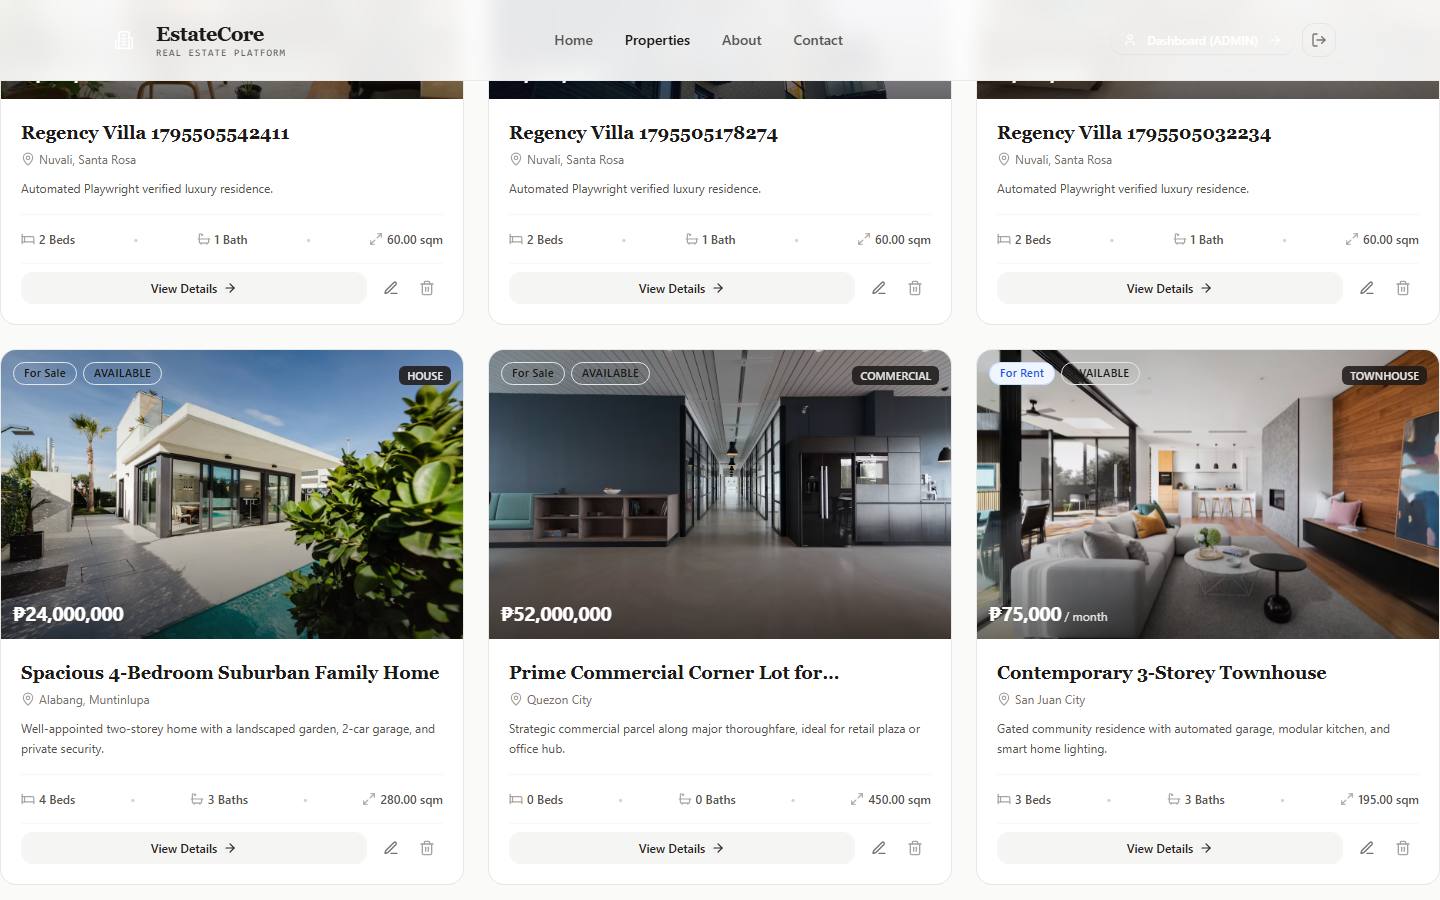 EstateCore
REAL ESTATE PLATFORM
Home
Properties
About
Contact
Dashboard (ADMIN)
Regency Villa 1795505542411
Nuvali, Santa Rosa
Automated Playwright verified luxury residence.
2 Beds
1 Bath
60.00 sqm
View Details
Regency Villa 1795505178274
Nuvali, Santa Rosa
Automated Playwright verified luxury residence.
2 Beds
1 Bath
60.00 sqm
View Details
Regency Villa 1795505032234
Nuvali, Santa Rosa
Automated Playwright verified luxury residence.
2 Beds
1 Bath
60.00 sqm
View Details
For Sale
AVAILABLE
HOUSE
₱24,000,000
Spacious 4-Bedroom Suburban Family Home
Alabang, Muntinlupa
Well-appointed two-storey home with a landscaped garden, 2-car garage, and
private security.
4 Beds
3 Baths
280.00 sqm
View Details
For Sale
AVAILABLE
COMMERCIAL
₱52,000,000
Prime Commercial Corner Lot for...
Quezon City
Strategic commercial parcel along major thoroughfare, ideal for retail plaza or
office hub.
0 Beds
0 Baths
450.00 sqm
View Details
For Rent
AVAILABLE
TOWNHOUSE
₱75,000 / month
Contemporary 3-Storey Townhouse
San Juan City
Gated community residence with automated garage, modular kitchen, and
smart home lighting.
3 Beds
3 Baths
195.00 sqm
View Details